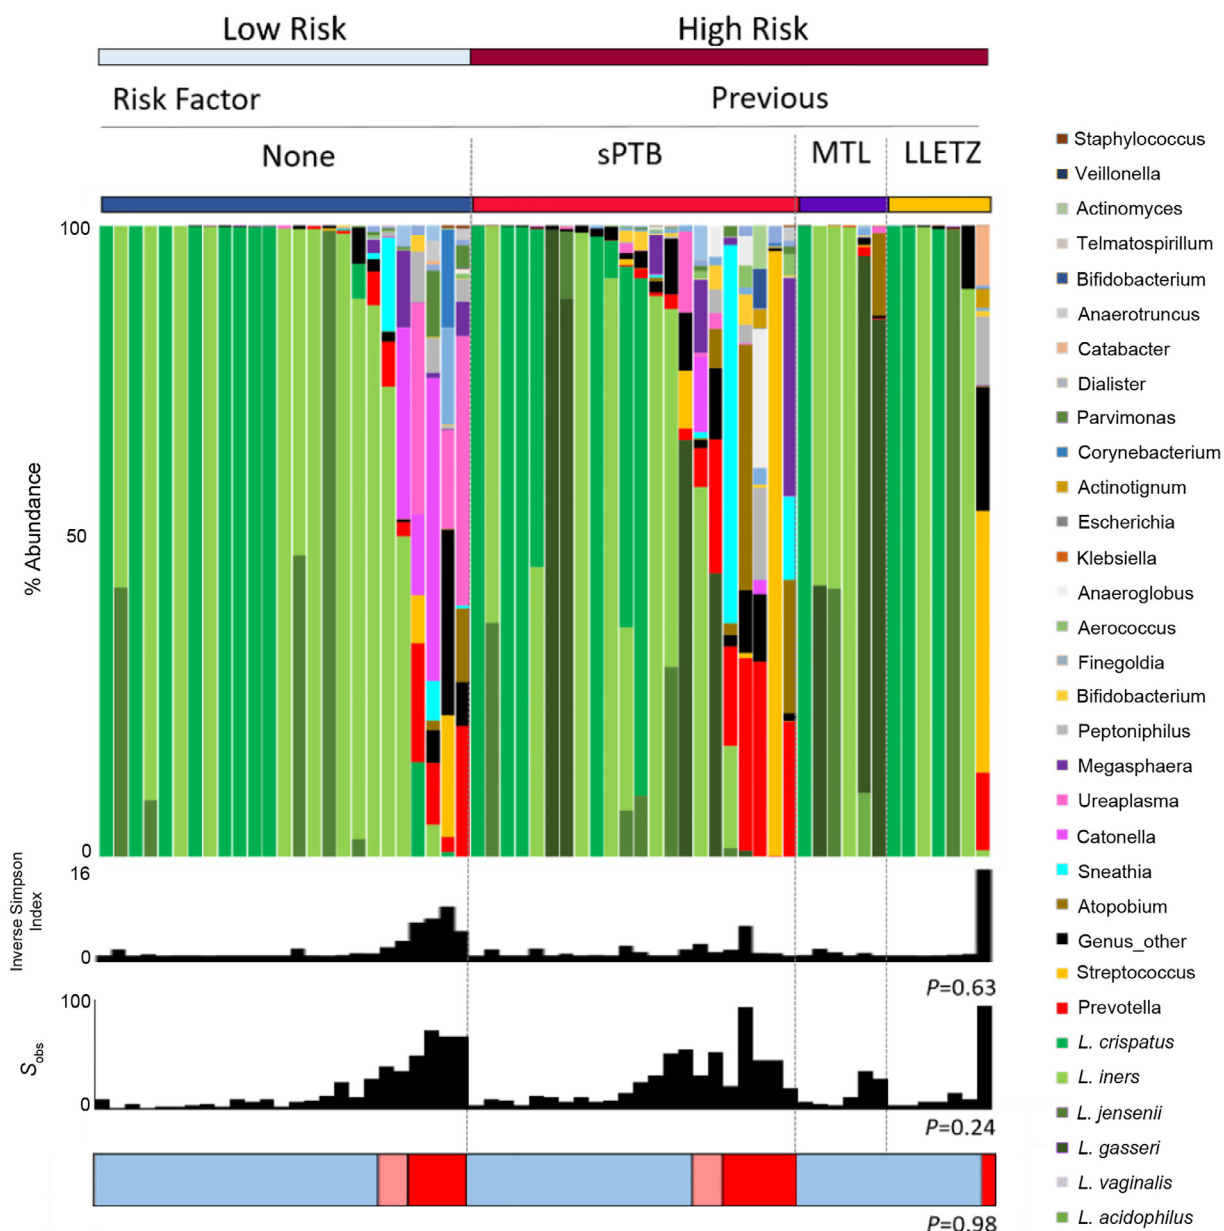 Low Risk High Risk
Risk Factor Previous
None sPTB MTL LLETZ
100
50
0
% Abundance
16
0
Inverse Simpson
Index
P=0.63
100
0
Sobs
P=0.24
P=0.98
Staphylococcus
Veillonella
Actinomyces
Telmatospirillum
Bifidobacterium
Anaerotruncus
Catabacter
Dialister
Parvimonas
Corynebacterium
Actinotignum
Escherichia
Klebsiella
Anaeroglobus
Aerococcus
Finegoldia
Bifidobacterium
Peptoniphilus
Megasphaera
Ureaplasma
Catonella
Sneathia
Atopobium
Genus_other
Streptococcus
Prevotella
L. crispatus
L. iners
L. jensenii
L. gasseri
L. vaginalis
L. acidophilus